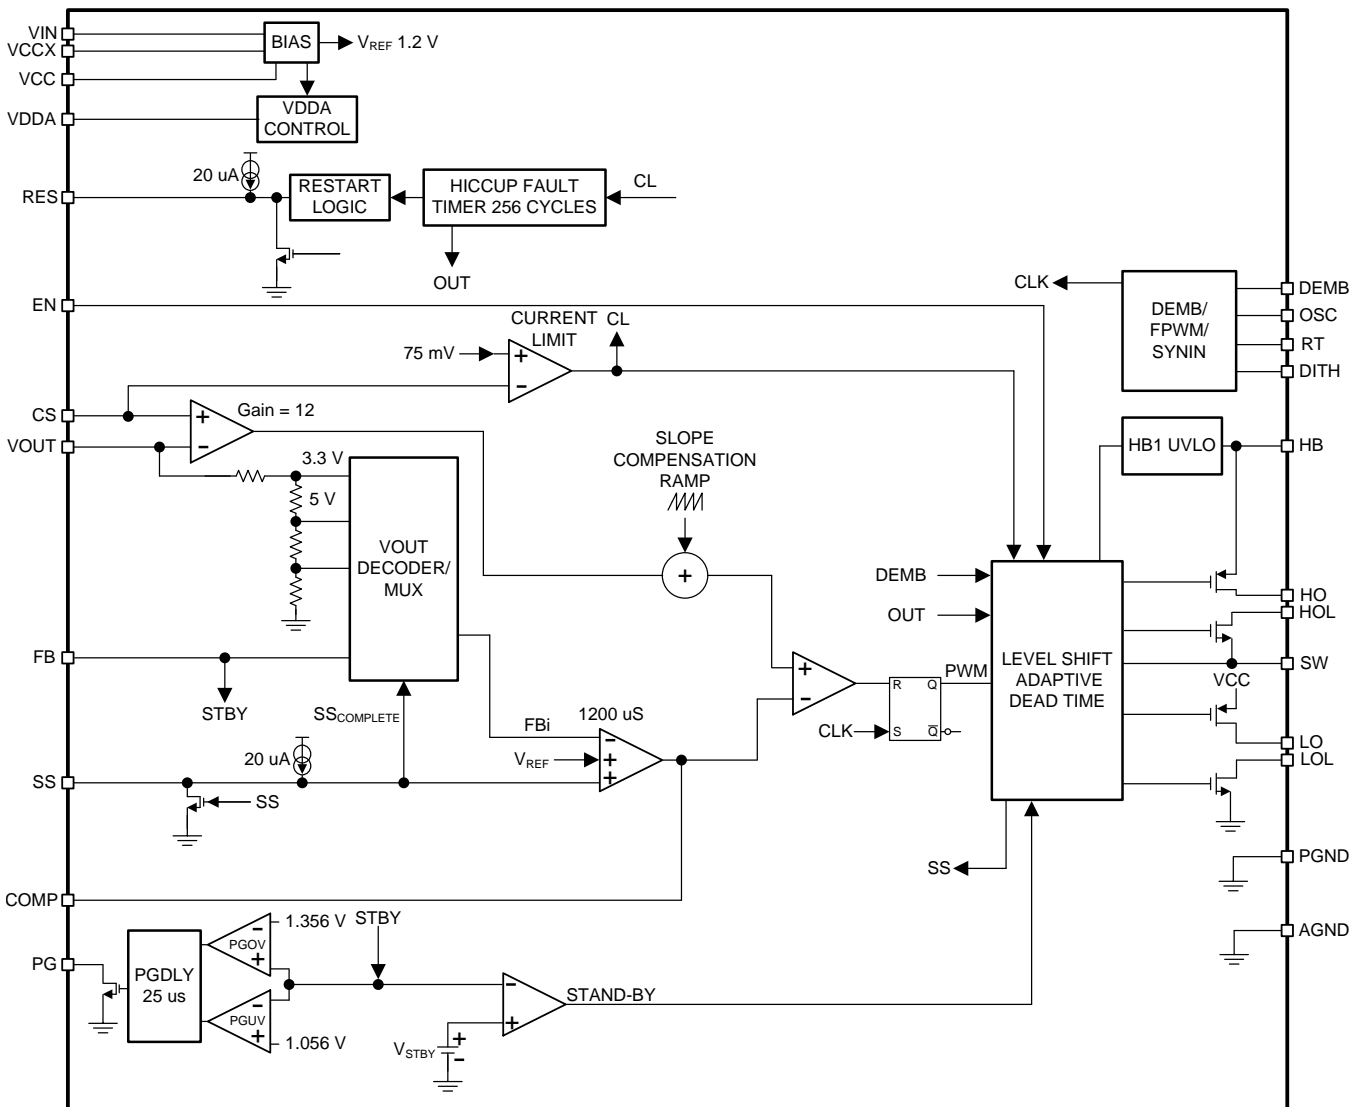 VIN
VCCX
VCC
VDDA
BIAS
VREF 1.2 V
VDDA
CONTROL
RES
20 uA
RESTART
LOGIC
HICCUP FAULT
TIMER 256 CYCLES
CL
OUT
EN
CURRENT
LIMIT
CL
75 mV
+
-
CLK
DEMB/
FPWM/
SYNIN
DEMB
OSC
RT
DITH
CS
VOUT
+
-
Gain = 12
3.3 V
5 V
VOUT
DECODER/
MUX
SLOPE
COMPENSATION
RAMP
+
HB1 UVLO
HB
DEMB
OUT
LEVEL SHIFT
ADAPTIVE
DEAD TIME
HO
HOL
SW
VCC
LO
LOL
FB
STBY
SSCOMPLETE
FBi
1200 uS
VREF
-
+
+
+
-
R
Q
S
Q
PWM
CLK
SS
20 uA
SS
SS
COMP
PGND
AGND
PG
PGDLY
25 us
-
PGOV
+
1.356 V
-
PGUV
+
1.056 V
STBY
-
+
STAND-BY
VSTBY
+
-